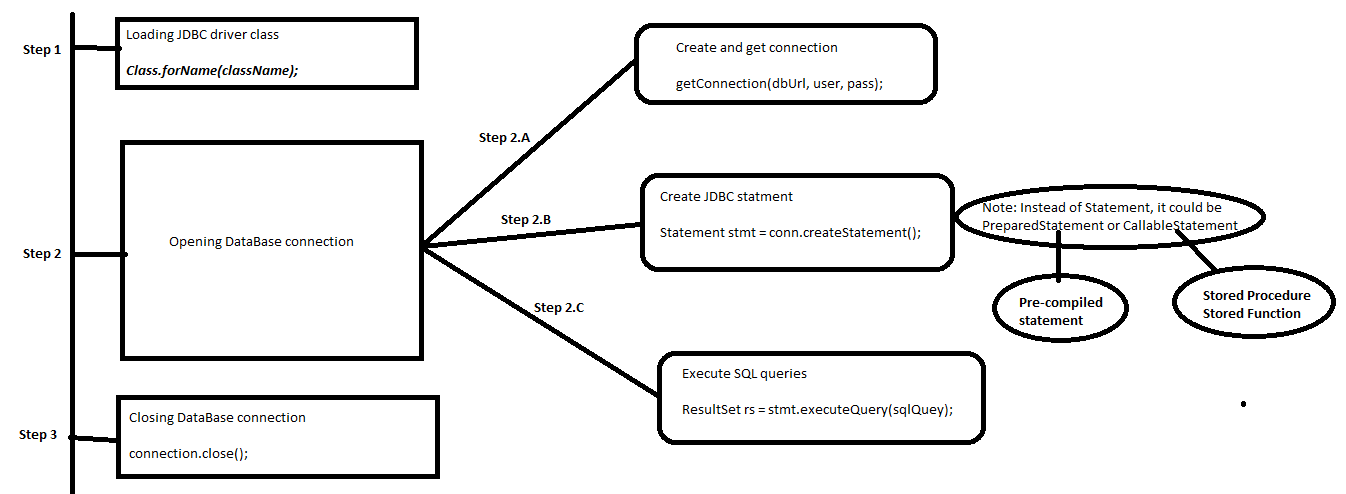 Step 1
Loading JDBC driver class
Class.forName(className);
Step 2
Opening DataBase connection
Step 2.A
Create and get connection
getConnection(dbUrl, user, pass);
Step 2.B
Create JDBC statment
Statement stmt = conn.createStatement();
Note: Instead of Statement, it could be
PreparedStatement or CallableStatement
Pre-compiled
statement
Stored Procedure
Stored Function
Step 2.C
Execute SQL queries
ResultSet rs = stmt.executeQuery(sqlQuey);
Step 3
Closing DataBase connection
connection.close();